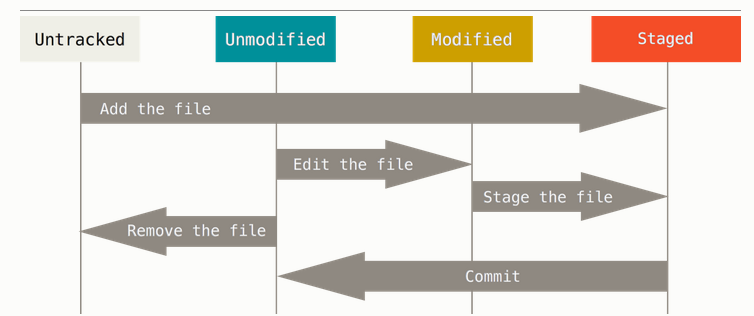 Untracked
Unmodified
Modified
Staged
Add the file
Edit the file
Stage the file
Remove the file
Commit